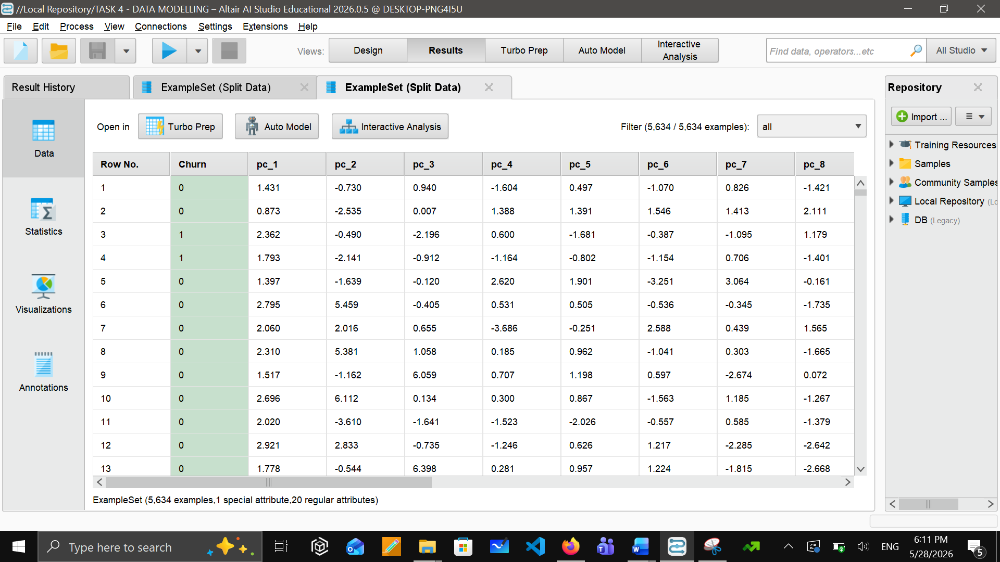 //Local Repository/TASK 4 - DATA MODELLING – Altair AI Studio Educational 2026.0.5 @ DESKTOP-PNG4I5U
File Edit Process View Connections Settings Extensions Help
Views: Design Results Turbo Prep Auto Model Interactive Analysis
Find data, operators...etc All Studio
Result History ExampleSet (Split Data) ExampleSet (Split Data)
Repository
Data
Statistics
Visualizations
Annotations
Open in Turbo Prep Auto Model Interactive Analysis Filter (5,634 / 5,634 examples): all
Row No. Churn pc_1 pc_2 pc_3 pc_4 pc_5 pc_6 pc_7 pc_8
1 0 1.431 -0.730 0.940 -1.604 0.497 -1.070 0.826 -1.421
2 0 0.873 -2.535 0.007 1.388 1.391 1.546 1.413 2.111
3 1 2.362 -0.490 -2.196 0.600 -1.681 -0.387 -1.095 1.179
4 1 1.793 -2.141 -0.912 -1.164 -0.802 -1.154 0.706 -1.401
5 0 1.397 -1.639 -0.120 2.620 1.901 -3.251 3.064 -0.161
6 0 2.795 5.459 -0.405 0.531 0.505 -0.536 -0.345 -1.735
7 0 2.060 2.016 0.655 -3.686 -0.251 2.588 0.439 1.565
8 0 2.310 5.381 1.058 0.185 0.962 -1.041 0.303 -1.665
9 0 1.517 -1.162 6.059 0.707 1.198 0.597 -2.674 0.072
10 0 2.696 6.112 0.134 0.300 0.867 -1.563 1.185 -1.267
11 0 2.020 -3.610 -1.641 -1.523 -2.026 -0.557 0.585 -1.379
12 0 2.921 2.833 -0.735 -1.246 0.626 1.217 -2.285 -2.642
13 0 1.778 -0.544 6.398 0.281 0.957 1.224 -1.815 -2.668
ExampleSet (5,634 examples,1 special attribute,20 regular attributes)
Import ...
Training Resources
Samples
Community Samples
Local Repository (Lo
DB (Legacy)
Type here to search
ENG
6:11 PM
5/28/2026
5